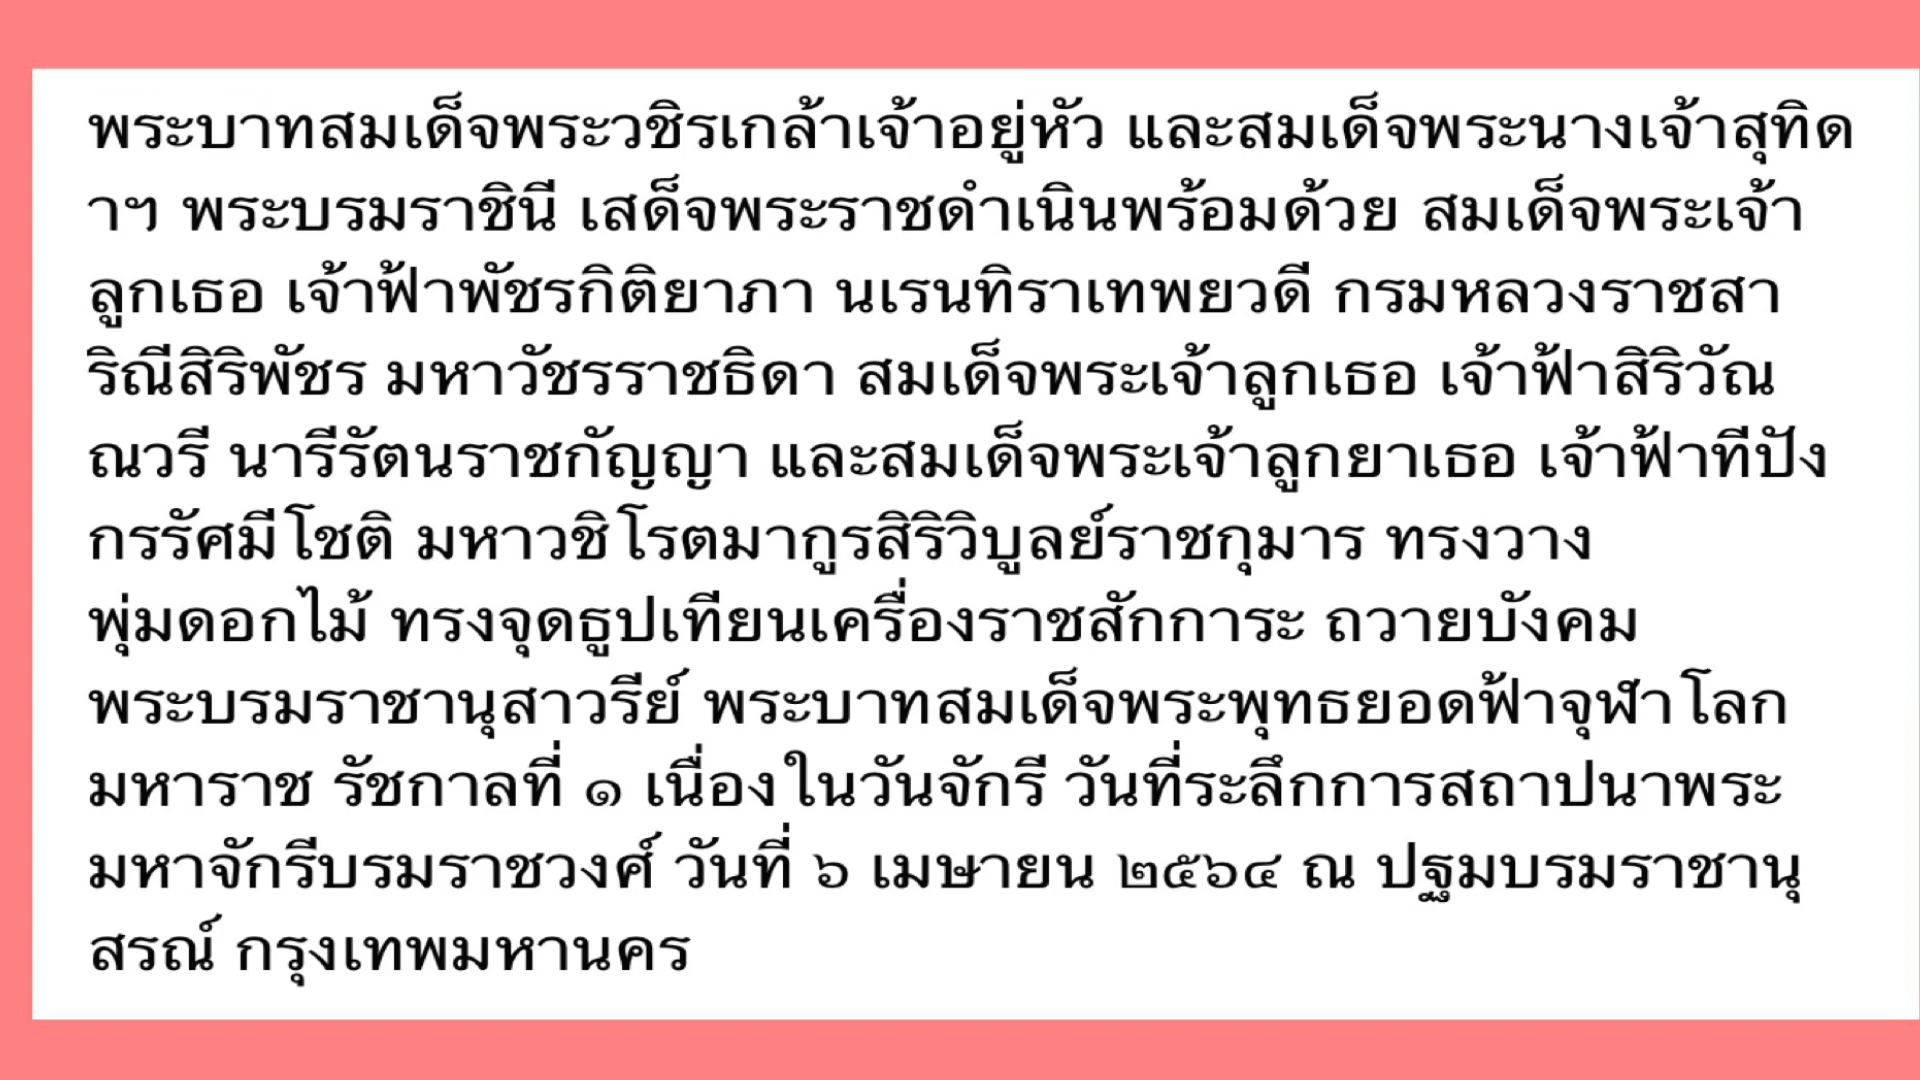 พระบาทสมเด็จพระวชิรเกล้าเจ้าอยู่หัว และสมเด็จพระนางเจ้าสุทิด
าฯ พระบรมราชินี เสด็จพระราชดำเนินพร้อมด้วย สมเด็จพระเจ้า
ลูกเธอ เจ้าฟ้าพัชรกิติยาภา นเรนทิราเทพยวดี กรมหลวงราชสา
ริณีสิริพัชร มหาวัชรราชธิดา สมเด็จพระเจ้าลูกเธอ เจ้าฟ้าสิริวัณ
ณวรี นารีรัตนราชกัญญา และสมเด็จพระเจ้าลูกยาเธอ เจ้าฟ้าทีปัง
กรรัศมีโชติ มหาวชิโรตมากูรสิริวิบูลย์ราชกุมาร ทรงวาง
พุ่มดอกไม้ ทรงจุดธูปเทียนเครื่องราชสักการะ ถวายบังคม
พระบรมราชานุสาวรีย์ พระบาทสมเด็จพระพุทธยอดฟ้าจุฬาโลก
มหาราช รัชกาลที่ ๑ เนื่องในวันจักรี วันที่ระลึกการสถาปนาพระ
มหาจักรีบรมราชวงศ์ วันที่ ๖ เมษายน ๒๕๖๔ ณ ปฐมบรมราชานุ
สรณ์ กรุงเทพมหานคร